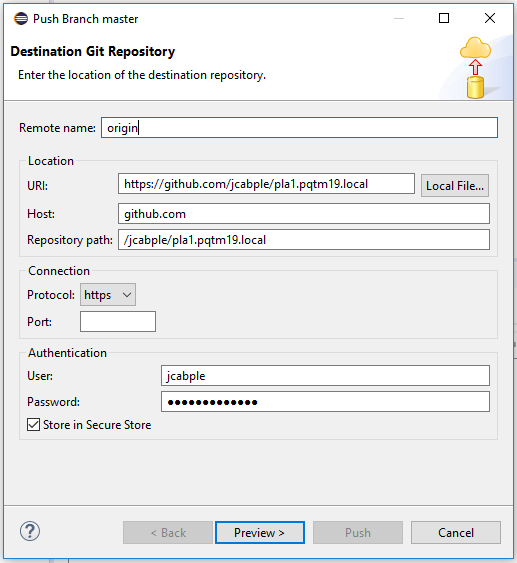 Push Branch master
Destination Git Repository
Enter the location of the destination repository.
Remote name: origin
Location
URI: https://github.com/jcabple/pla1.pqtm19.local Local File...
Host: github.com
Repository path: /jcabple/pla1.pqtm19.local
Connection
Protocol: https
Port:
Authentication
User: jcabple
Password: ●●●●●●●●●●●●●
Store in Secure Store
? < Back Preview > Push Cancel